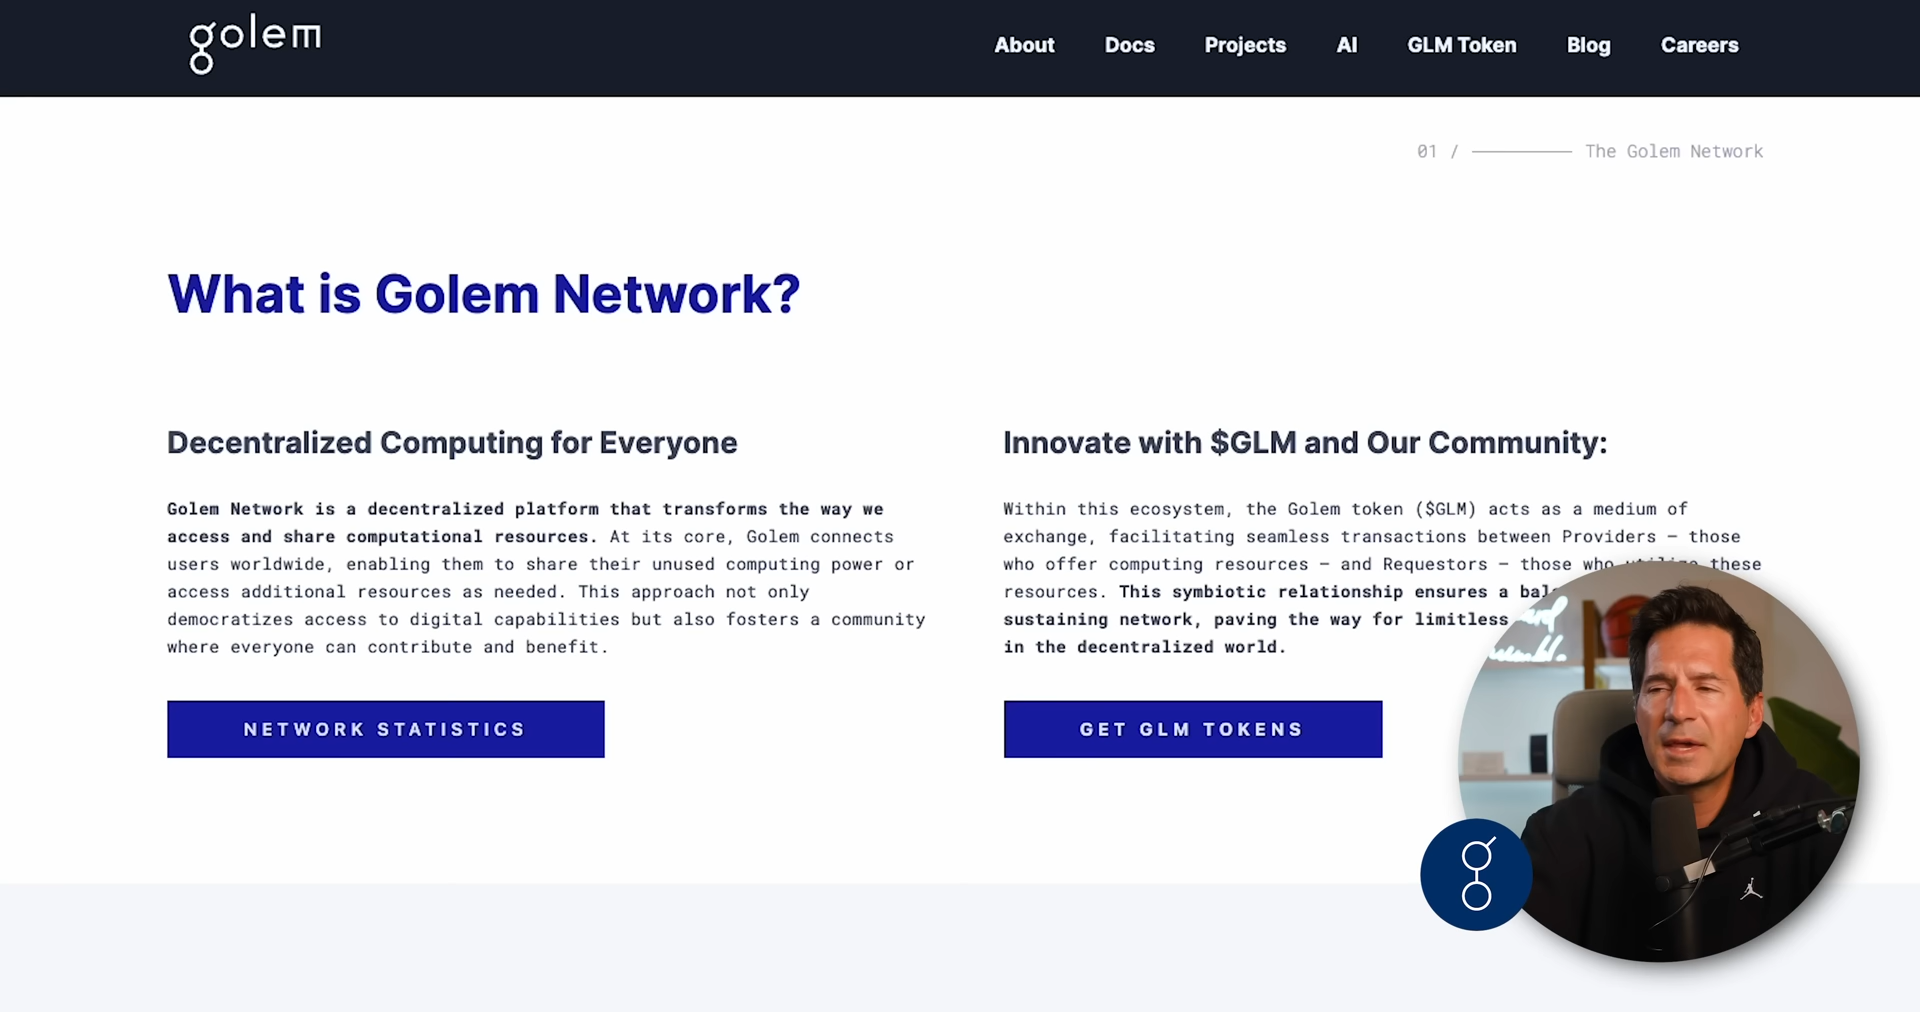 golem
About Docs Projects AI GLM Token Blog Careers
01 / The Golem Network
What is Golem Network?
Decentralized Computing for Everyone
Golem Network is a decentralized platform that transforms the way we
access and share computational resources. At its core, Golem connects
users worldwide, enabling them to share their unused computing power or
access additional resources as needed. This approach not only
democratizes access to digital capabilities but also fosters a community
where everyone can contribute and benefit.
NETWORK STATISTICS
Innovate with $GLM and Our Community:
Within this ecosystem, the Golem token ($GLM) acts as a medium of
exchange, facilitating seamless transactions between Providers – those
who offer computing resources – and Requestors – those who utilize these
resources. This symbiotic relationship ensures a
sustaining network, paving the way for limitless
in the decentralized world.
GET GLM TOKENS